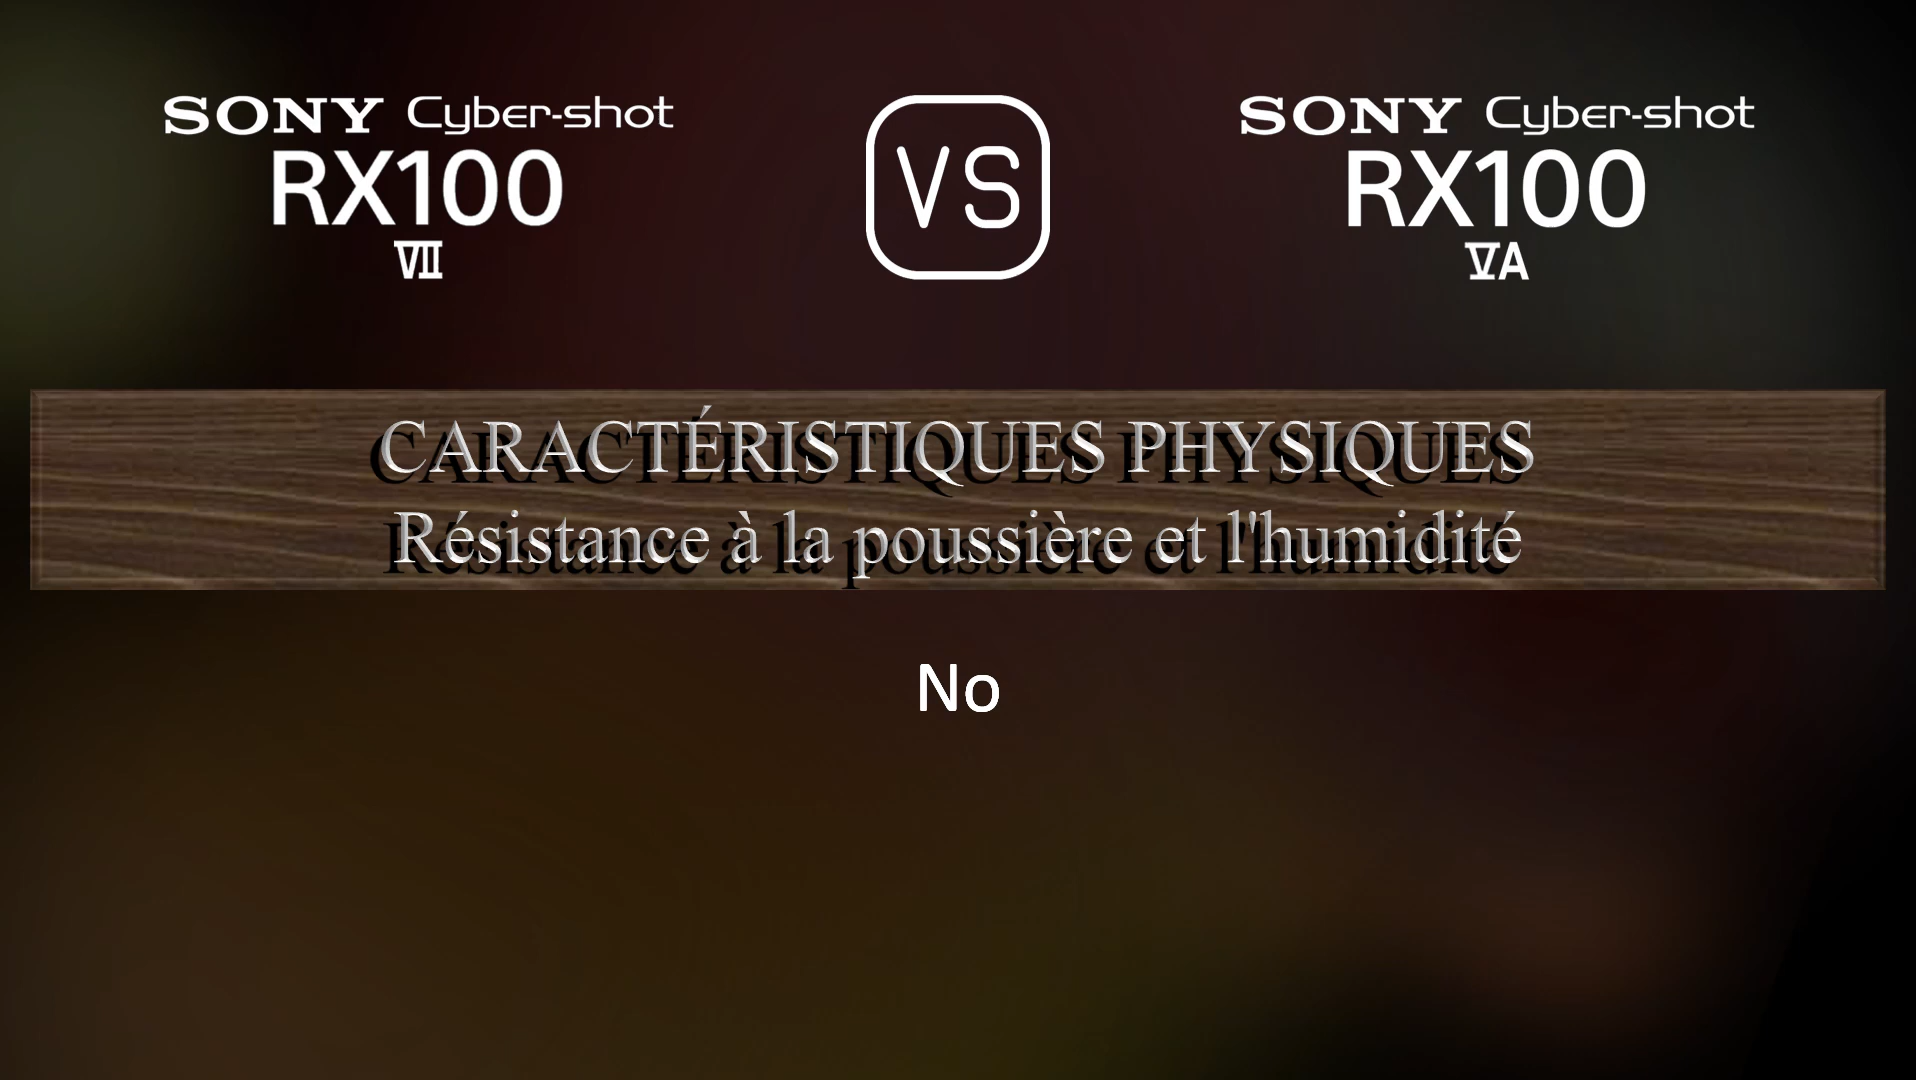 SONY Cyber-shot
RX100
VII
VS
SONY Cyber-shot
RX100
VA
CARACTÉRISTIQUES PHYSIQUES
Résistance à la poussière et l'humidité
No